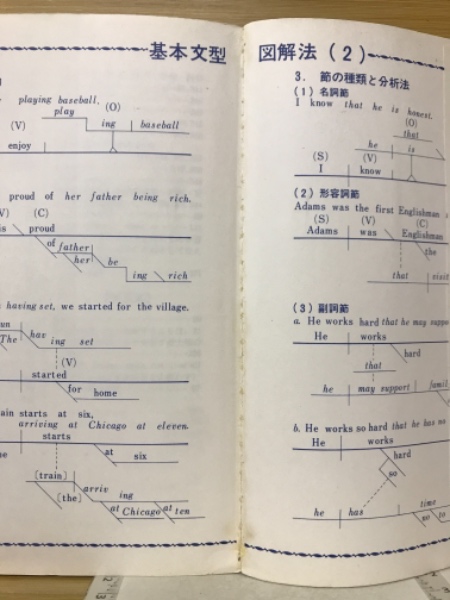 基本文型
playing baseball.
play
(O)
(V)
ing
baseball
enjoy
proud of her father being rich.
(C)
proud
of
father
her
be
ing
rich
having set, we started for the village.
The
hav
ing set
(V)
started
for
home
starts at six,
arriving at Chicago at eleven.
starts
at
six
[train]
[the]
arriv
ing
at Chicago
at ten
図解法(2)
3. 節の種類と分析法
(1) 名詞節
I know that he is honest.
(O)
that
he
is
(S)
(V)
I
know
(2) 形容詞節
Adams was the first Englishman
(S)
(V)
(C)
Adams
was
Englishman
the
that
visit
(3) 副詞節
a. He works hard that he may suppo
He
works
hard
that
he
may support
famil
b. He works so hard that he has no
He
works
hard
so
he
has
time
so
to